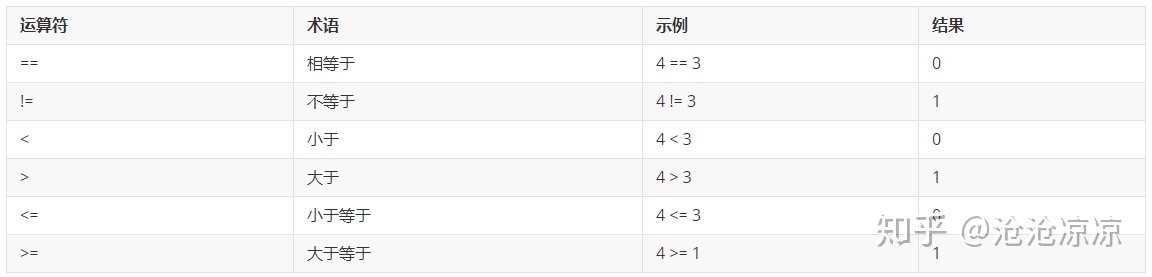 运算符 术语 示例 结果
== 相等于 4 == 3 0
!= 不等于 4 != 3 1
< 小于 4 < 3 0
> 大于 4 > 3 1
<= 小于等于 4 <= 3 0
>= 大于等于 4 >= 1 1
知乎 @沧沧凉凉